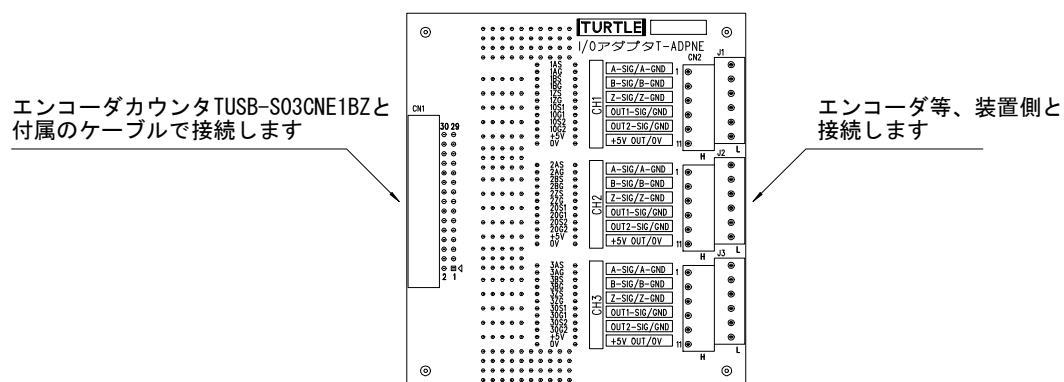 TURTLE
I/OアダプタT-ADPNE
エンコーダカウンタTUSB-S03CNE1BZと
付属のケーブルで接続します
エンコーダ等、装置側と
接続します
CN1
30 29
2 1
CN2
J1
CH1
1AS
1AG
1BS
1BG
1ZS
1ZG
1OS1
1OG1
1OS2
1OG2
+5V
0V
A-SIG/A-GND
B-SIG/B-GND
Z-SIG/Z-GND
OUT1-SIG/GND
OUT2-SIG/GND
+5V OUT/0V
1
11
H
L
J2
CH2
2AS
2AG
2BS
2BG
2ZS
2ZG
2OS1
2OG1
2OS2
2OG2
+5V
0V
A-SIG/A-GND
B-SIG/B-GND
Z-SIG/Z-GND
OUT1-SIG/GND
OUT2-SIG/GND
+5V OUT/0V
1
11
H
L
J3
CH3
3AS
3AG
3BS
3BG
3ZS
3ZG
3OS1
3OG1
3OS2
3OG2
+5V
0V
A-SIG/A-GND
B-SIG/B-GND
Z-SIG/Z-GND
OUT1-SIG/GND
OUT2-SIG/GND
+5V OUT/0V
1
11
H
L